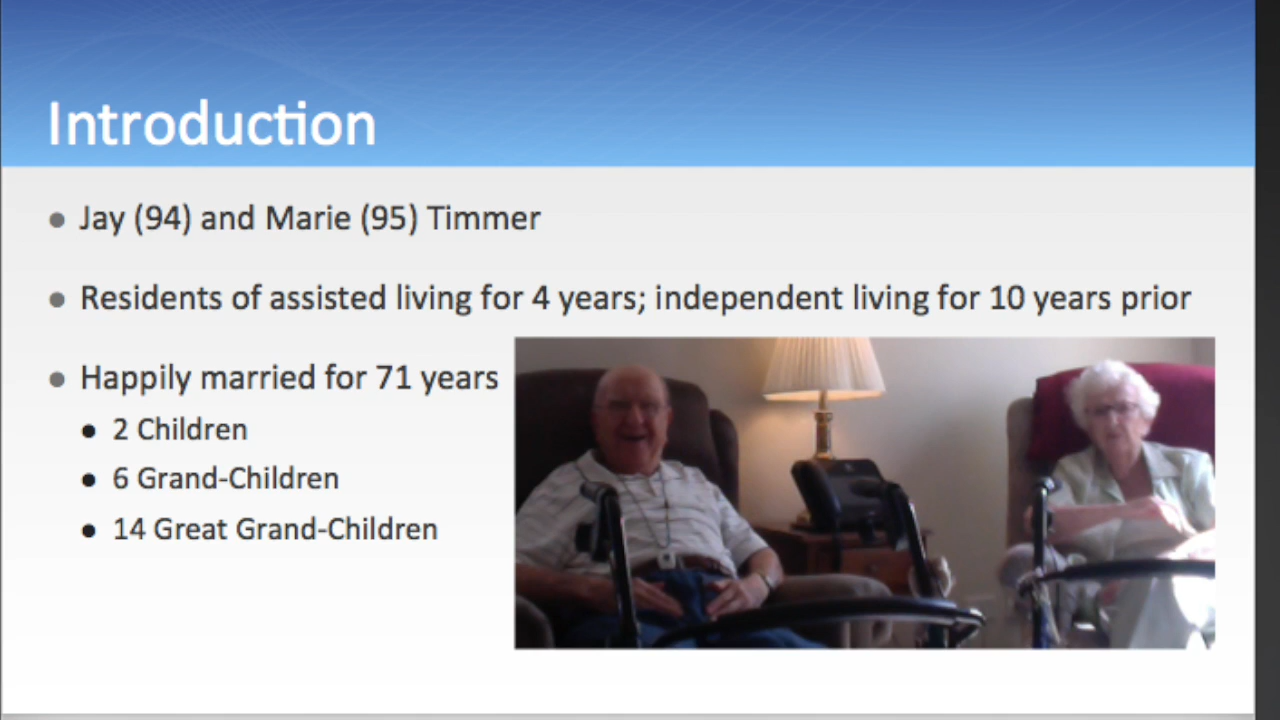 Introduction
Jay (94) and Marie (95) Timmer
Residents of assisted living for 4 years; independent living for 10 years prior
Happily married for 71 years
2 Children
6 Grand-Children
14 Great Grand-Children